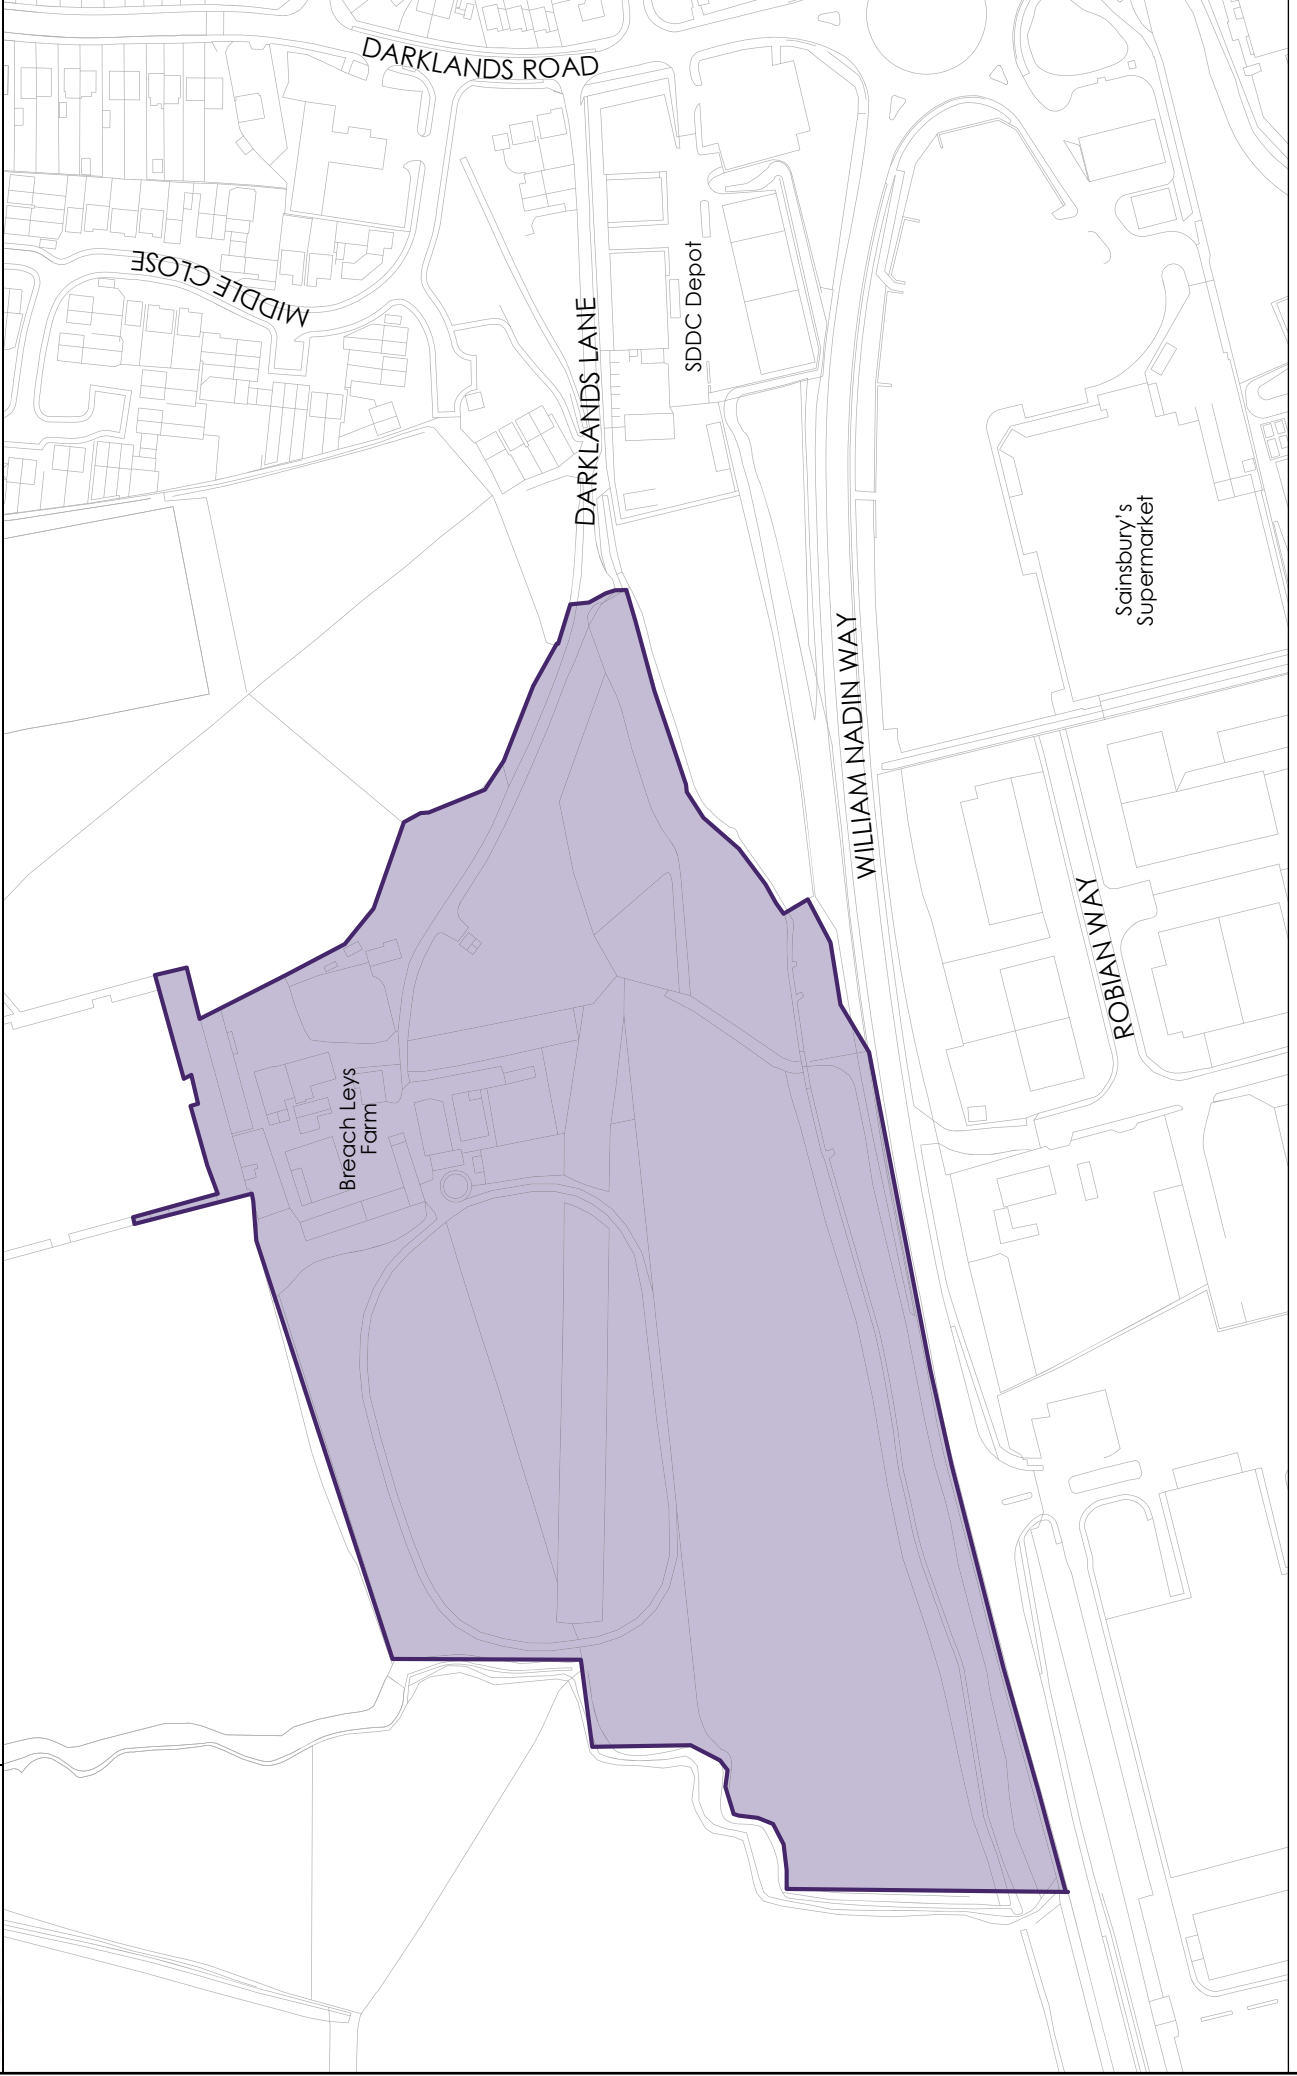 DARKLANDS ROAD
MIDDLE CLOSE
DARKLANDS LANE
SDDC Depot
Sainsbury's
Supermarket
WILLIAM NADIN WAY
ROBIAN WAY
Breach Leys
Farm